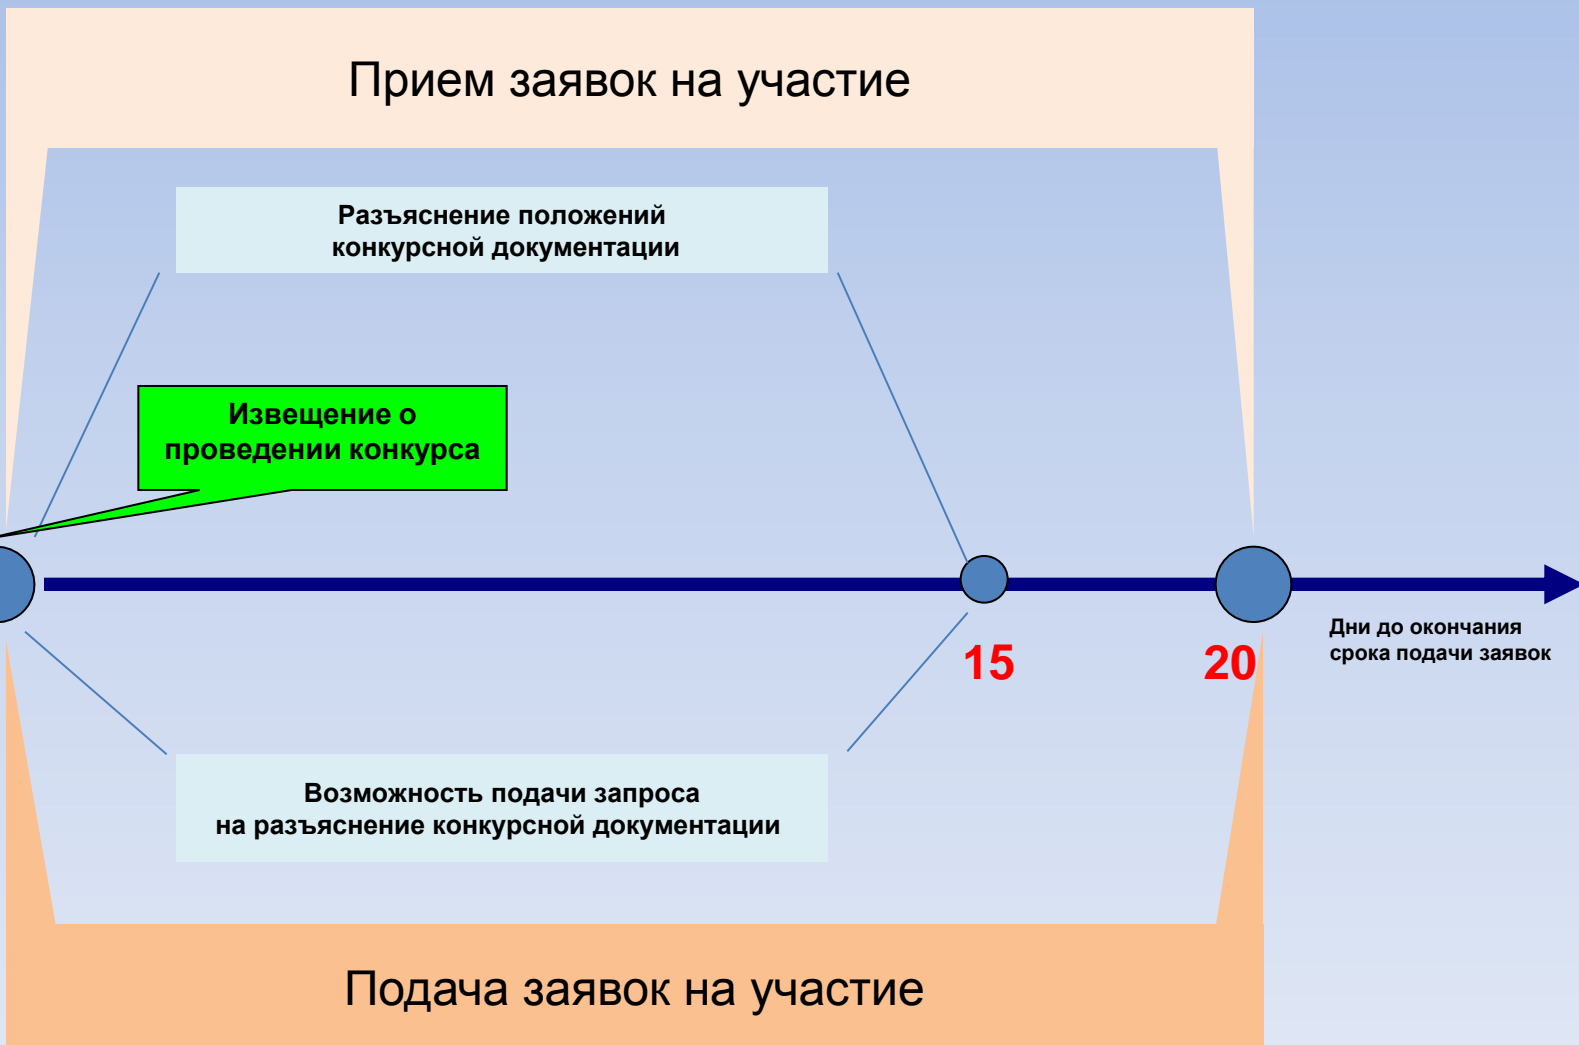 Прием заявок на участие
Разъяснение положений
конкурсной документации
Извещение о
проведении конкурса
15
20
Дни до окончания
срока подачи заявок
Возможность подачи запроса
на разъяснение конкурсной документации
Подача заявок на участие